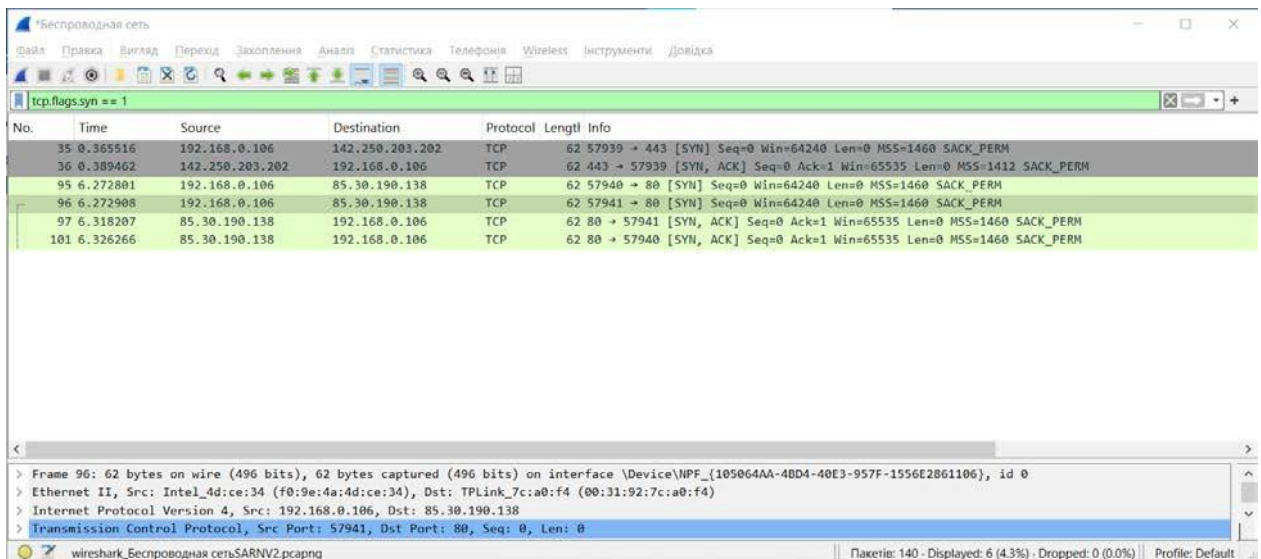 *Беспроводная сеть
Файл Правка Вигляд Перехід Захоплення Аналіз Статистика Телефонія Wireless Інструменти Довідка
tcp.flags.syn == 1
No. Time Source Destination Protocol Lengtl Info
35 0.365516 192.168.0.106 142.250.203.202 TCP 62 57939 → 443 [SYN] Seq=0 Win=64240 Len=0 MSS=1460 SACK_PERM
36 0.389462 142.250.203.202 192.168.0.106 TCP 62 443 → 57939 [SYN, ACK] Seq=0 Ack=1 Win=65535 Len=0 MSS=1412 SACK_PERM
95 6.272801 192.168.0.106 85.30.190.138 TCP 62 57940 → 80 [SYN] Seq=0 Win=64240 Len=0 MSS=1460 SACK_PERM
96 6.272908 192.168.0.106 85.30.190.138 TCP 62 57941 → 80 [SYN] Seq=0 Win=64240 Len=0 MSS=1460 SACK_PERM
97 6.318207 85.30.190.138 192.168.0.106 TCP 62 80 → 57941 [SYN, ACK] Seq=0 Ack=1 Win=65535 Len=0 MSS=1460 SACK_PERM
101 6.326266 85.30.190.138 192.168.0.106 TCP 62 80 → 57940 [SYN, ACK] Seq=0 Ack=1 Win=65535 Len=0 MSS=1460 SACK_PERM
Frame 96: 62 bytes on wire (496 bits), 62 bytes captured (496 bits) on interface \Device\NPF_{105064AA-4BD4-40E3-957F-1556E2861106}, id 0
Ethernet II, Src: Intel_4d:ce:34 (f0:9e:4a:4d:ce:34), Dst: TPLink_7c:a0:f4 (00:31:92:7c:a0:f4)
Internet Protocol Version 4, Src: 192.168.0.106, Dst: 85.30.190.138
Transmission Control Protocol, Src Port: 57941, Dst Port: 80, Seq: 0, Len: 0
wireshark_Беспроводная сетьSARNV2.pcapng Пакетів: 140 · Displayed: 6 (4.3%) · Dropped: 0 (0.0%) Profile: Default